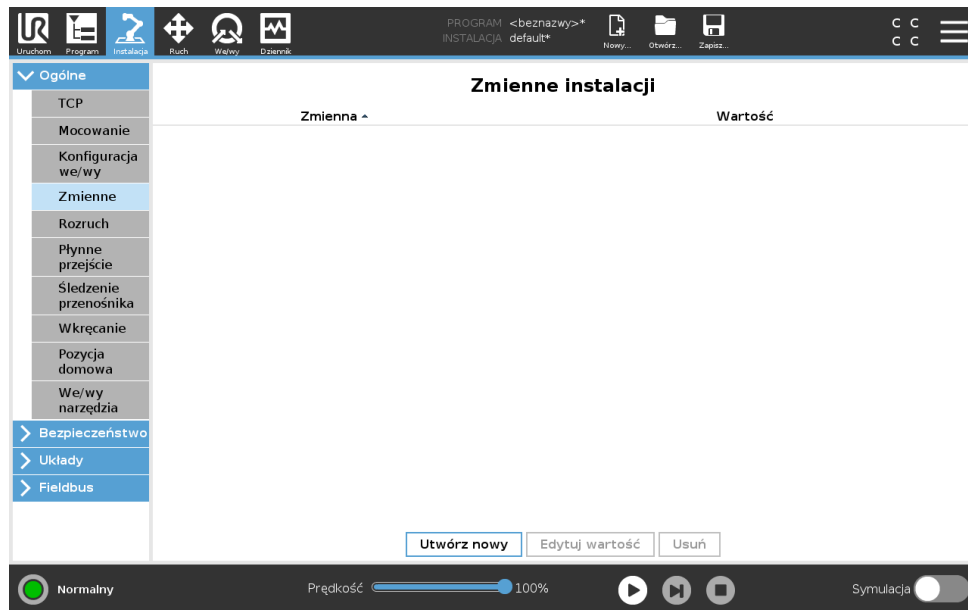 PROGRAM <beznazwy>*
INSTALACJA default*
Uruchom Program Instalacja Ruch We/wy Dziennik Nowy... Otwórz... Zapisz...
C C
C C
Ogólne
TCP
Mocowanie
Konfiguracja
we/wy
Zmienne
Rozruch
Płynne
przejście
Śledzenie
przenośnika
Wkręcanie
Pozycja
domowa
We/wy
narzędzia
Bezpieczeństwo
Układy
Fieldbus
Zmienne instalacji
Zmienna Wartość
Utwórz nowy Edytuj wartość Usuń
Normalny Prędkość 100% Symulacja